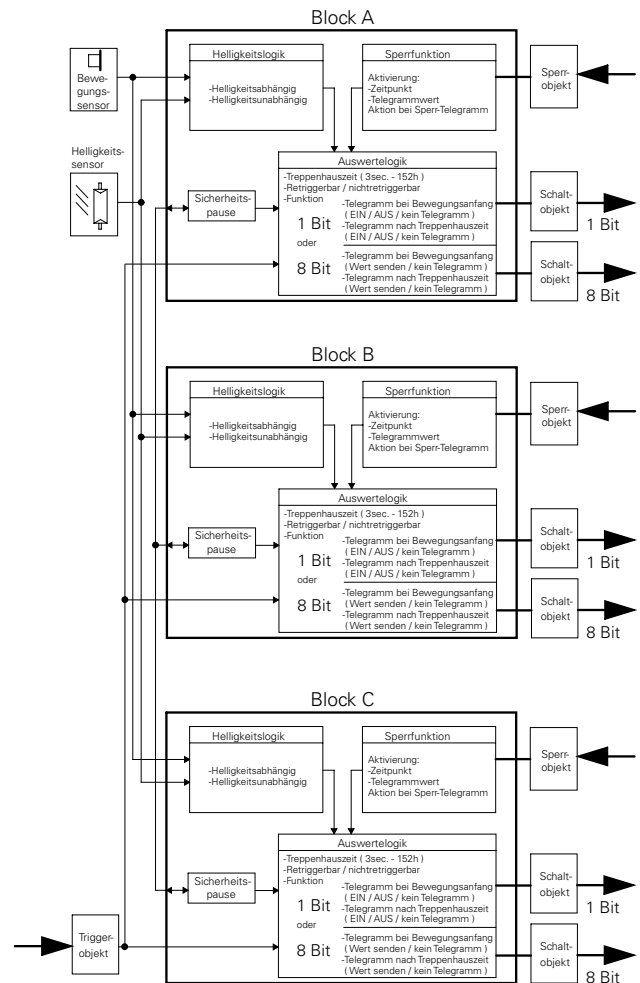 Block A
Bewe-
gungs-
sensor
Helligkeits-
sensor
Helligkeitslogik
-Helligkeitsabhängig
-Helligkeitsunabhängig
Sperrfunktion
Aktivierung:
-Zeitpunkt
-Telegrammwert
Aktion bei Sperr-Telegramm
Sperr-
objekt
Sicherheits-
pause
Auswertelogik
-Treppenhauszeit ( 3sec. - 152h )
-Retriggerbar / nichtretriggerbar
-Funktion
1 Bit
oder
8 Bit
-Telegramm bei Bewegungsanfang
( EIN / AUS / kein Telegramm )
-Telegramm nach Treppenhauszeit
( EIN / AUS / kein Telegramm )
-Telegramm bei Bewegungsanfang
( Wert senden / kein Telegramm )
-Telegramm nach Treppenhauszeit
(Wert senden / kein Telegramm )
Schalt-
objekt
1 Bit
Schalt-
objekt
8 Bit
Block B
Helligkeitslogik
-Helligkeitsabhängig
-Helligkeitsunabhängig
Sperrfunktion
Aktivierung:
-Zeitpunkt
-Telegrammwert
Aktion bei Sperr-Telegramm
Sperr-
objekt
Sicherheits-
pause
Auswertelogik
-Treppenhauszeit ( 3sec. - 152h )
-Retriggerbar / nichtretriggerbar
-Funktion
1 Bit
oder
8 Bit
-Telegramm bei Bewegungsanfang
( EIN / AUS / kein Telegramm )
-Telegramm nach Treppenhauszeit
( EIN / AUS / kein Telegramm )
-Telegramm bei Bewegungsanfang
(Wert senden / kein Telegramm )
-Telegramm nach Treppenhauszeit
(Wert senden / kein Telegramm )
Schalt-
objekt
1 Bit
Schalt-
objekt
8 Bit
Block C
Helligkeitslogik
-Helligkeitsabhängig
-Helligkeitsunabhängig
Sperrfunktion
Aktivierung:
-Zeitpunkt
-Telegrammwert
Aktion bei Sperr-Telegramm
Sperr-
objekt
Sicherheits-
pause
Auswertelogik
-Treppenhauszeit ( 3sec. - 152h )
-Retriggerbar / nichtretriggerbar
-Funktion
1 Bit
oder
8 Bit
-Telegramm bei Bewegungsanfang
( EIN / AUS / kein Telegramm )
-Telegramm nach Treppenhauszeit
( EIN / AUS / kein Telegramm )
-Telegramm bei Bewegungsanfang
(Wert senden / kein Telegramm )
-Telegramm nach Treppenhauszeit
(Wert senden / kein Telegramm )
Schalt-
objekt
1 Bit
Schalt-
objekt
8 Bit
Trigger-
objekt